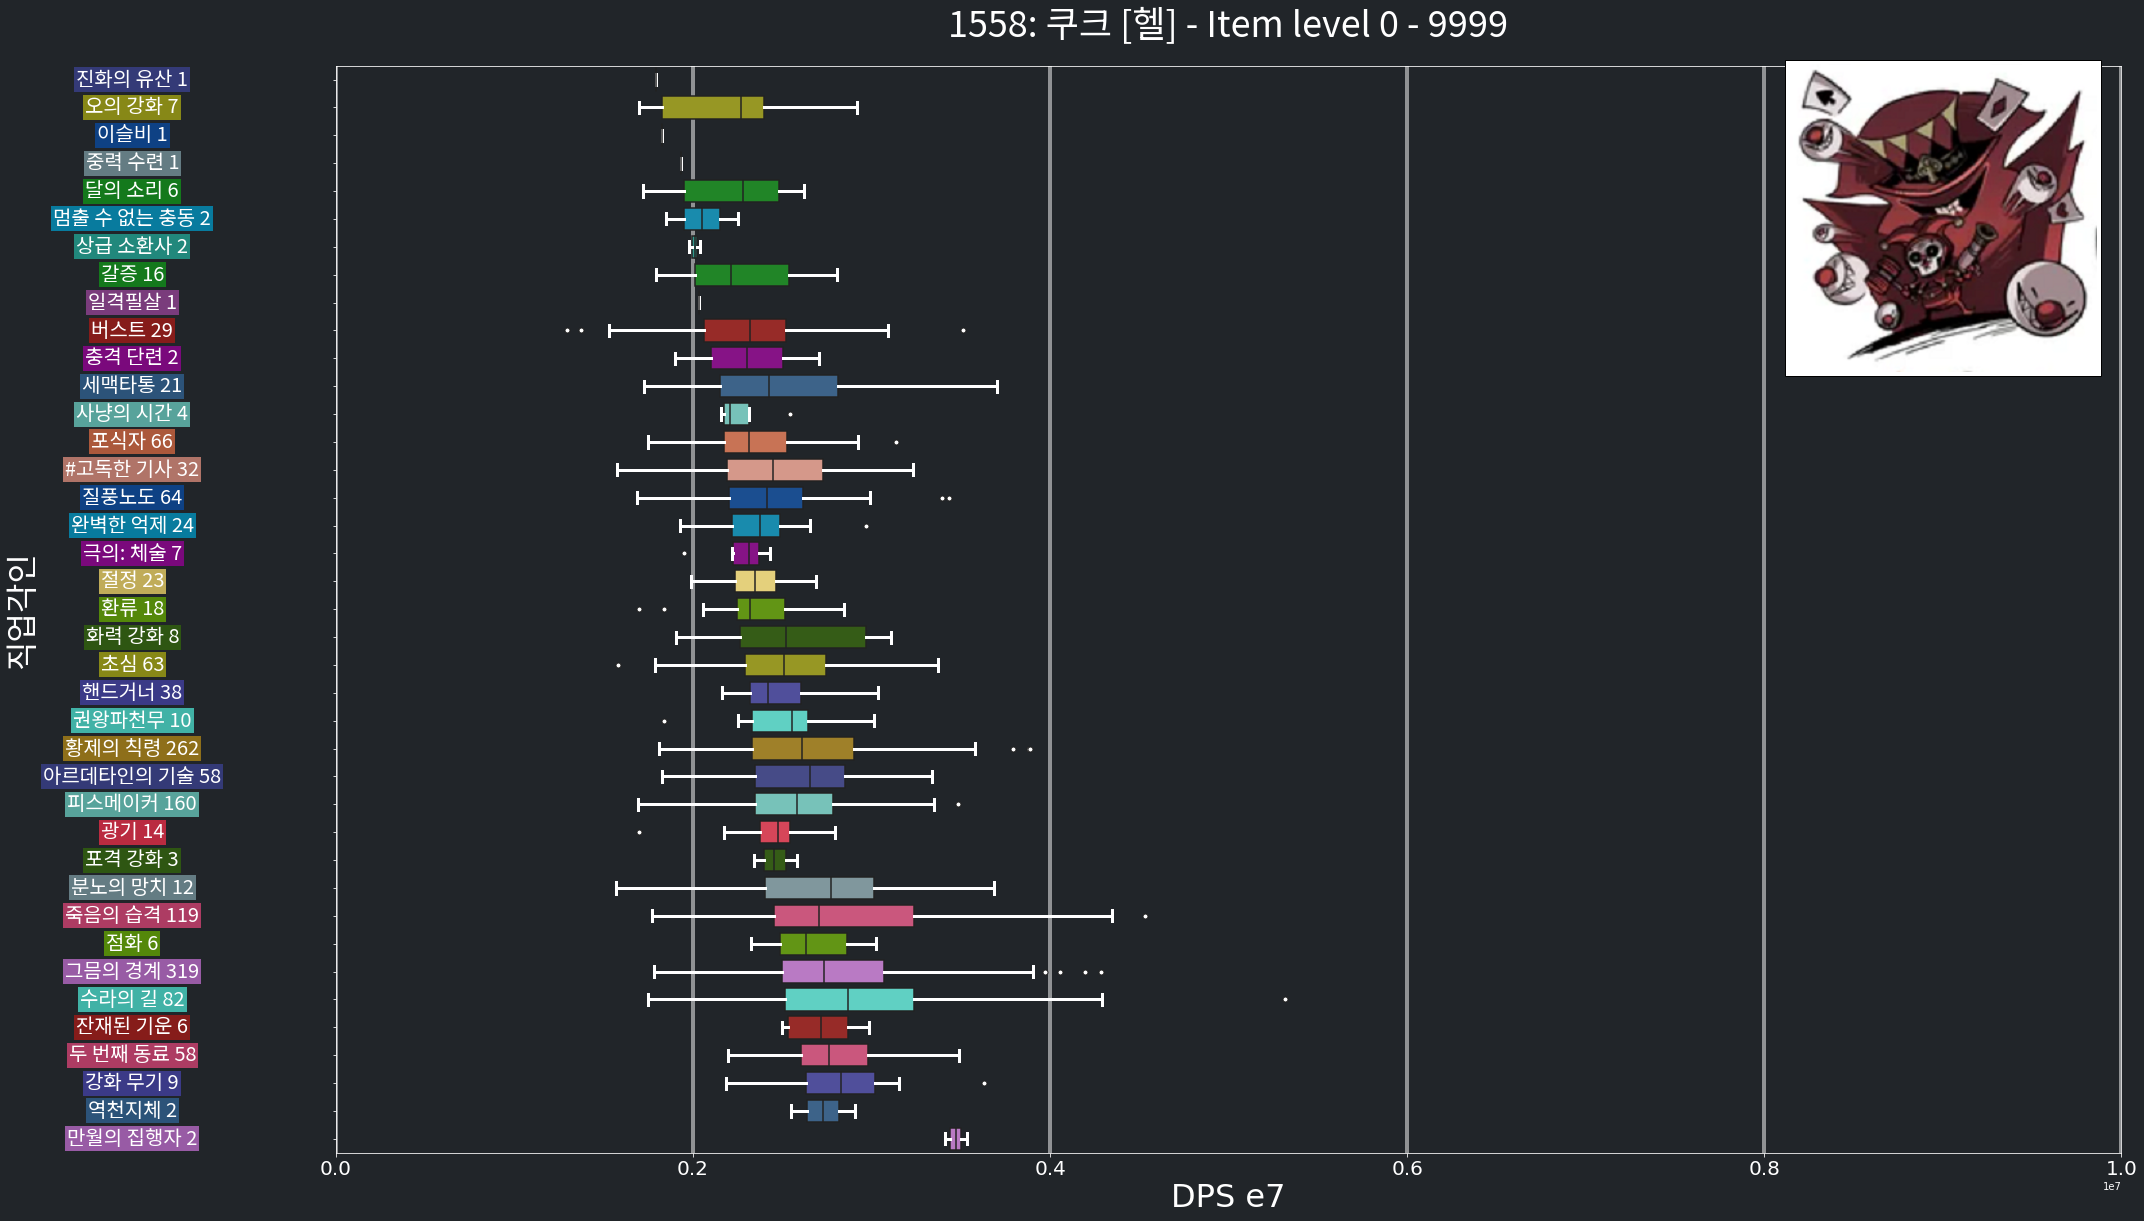 1558: 쿠크 [헬] - Item level 0 - 9999
직업각인
진화의 유산 1
오의 강화 7
이슬비 1
중력 수련 1
달의 소리 6
멈출 수 없는 충동 2
상급 소환사 2
갈증 16
일격필살 1
버스트 29
충격 단련 2
세맥타통 21
사냥의 시간 4
포식자 66
#고독한 기사 32
질풍노도 64
완벽한 억제 24
극의: 체술 7
절정 23
환류 18
화력 강화 8
초심 63
핸드거너 38
권왕파천무 10
황제의 칙령 262
아르데타인의 기술 58
피스메이커 160
광기 14
포격 강화 3
분노의 망치 12
죽음의 습격 119
점화 6
그믐의 경계 319
수라의 길 82
잔재된 기운 6
두 번째 동료 58
강화 무기 9
역천지체 2
만월의 집행자 2
0.0 0.2 0.4 0.6 0.8 1.0
1e7
DPS e7